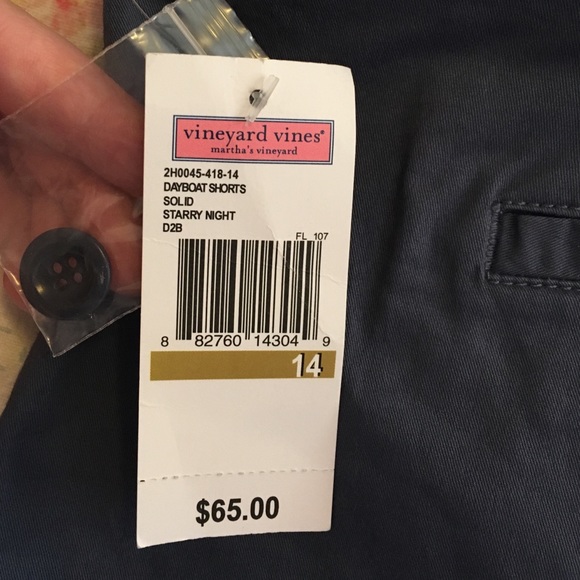 vineyard vines®
martha's vineyard
2H0045-418-14
DAYBOAT SHORTS
SOLID
STARRY NIGHT
D2B
FL 107
8 82760 14304 9
14
$65.00